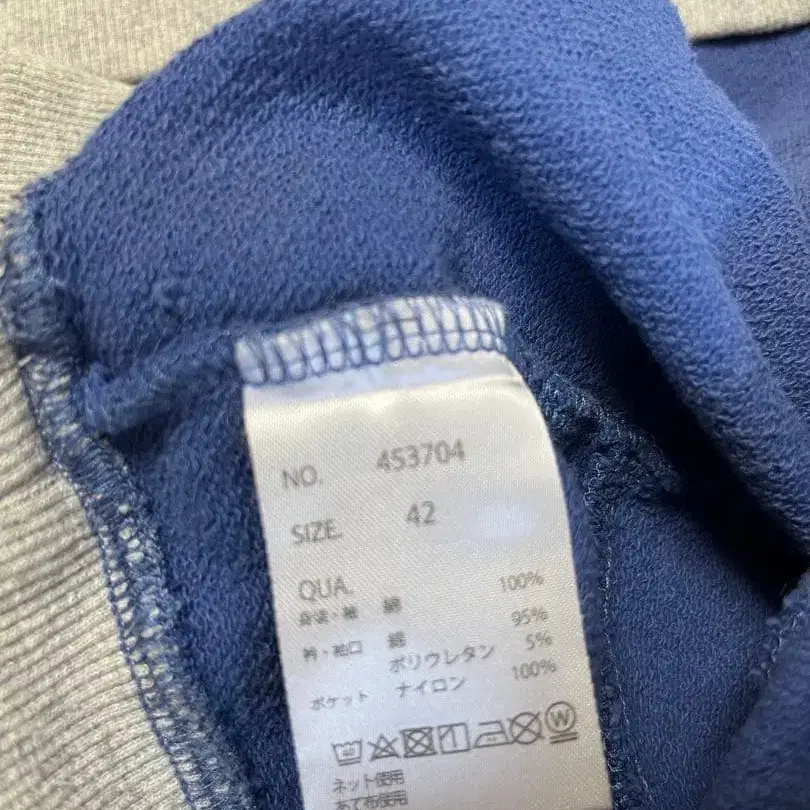 NO. 453704
SIZE. 42
QUA.
身頃・袖 綿 100%
衿・袖口 綿 95%
ポリウレタン 5%
ポケット ナイロン 100%
W
ネット使用
あて布使用